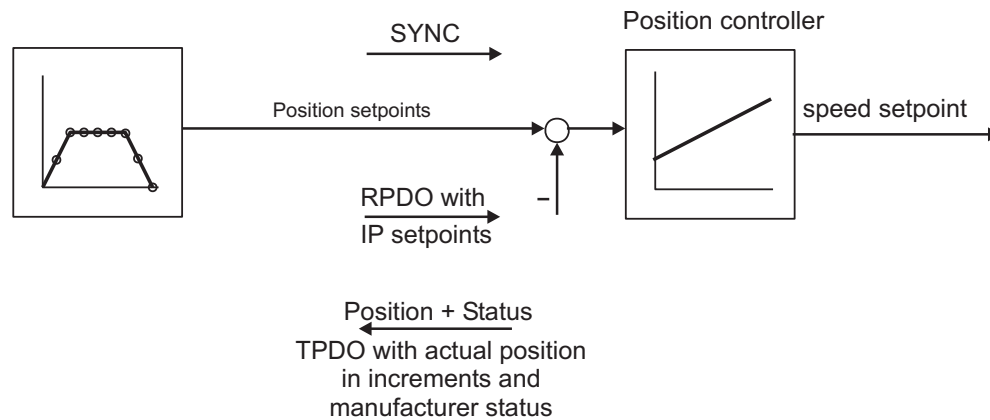 Position controller
SYNC
Position setpoints
speed setpoint
RPDO with
IP setpoints
–
Position + Status
TPDO with actual position
in increments and
manufacturer status